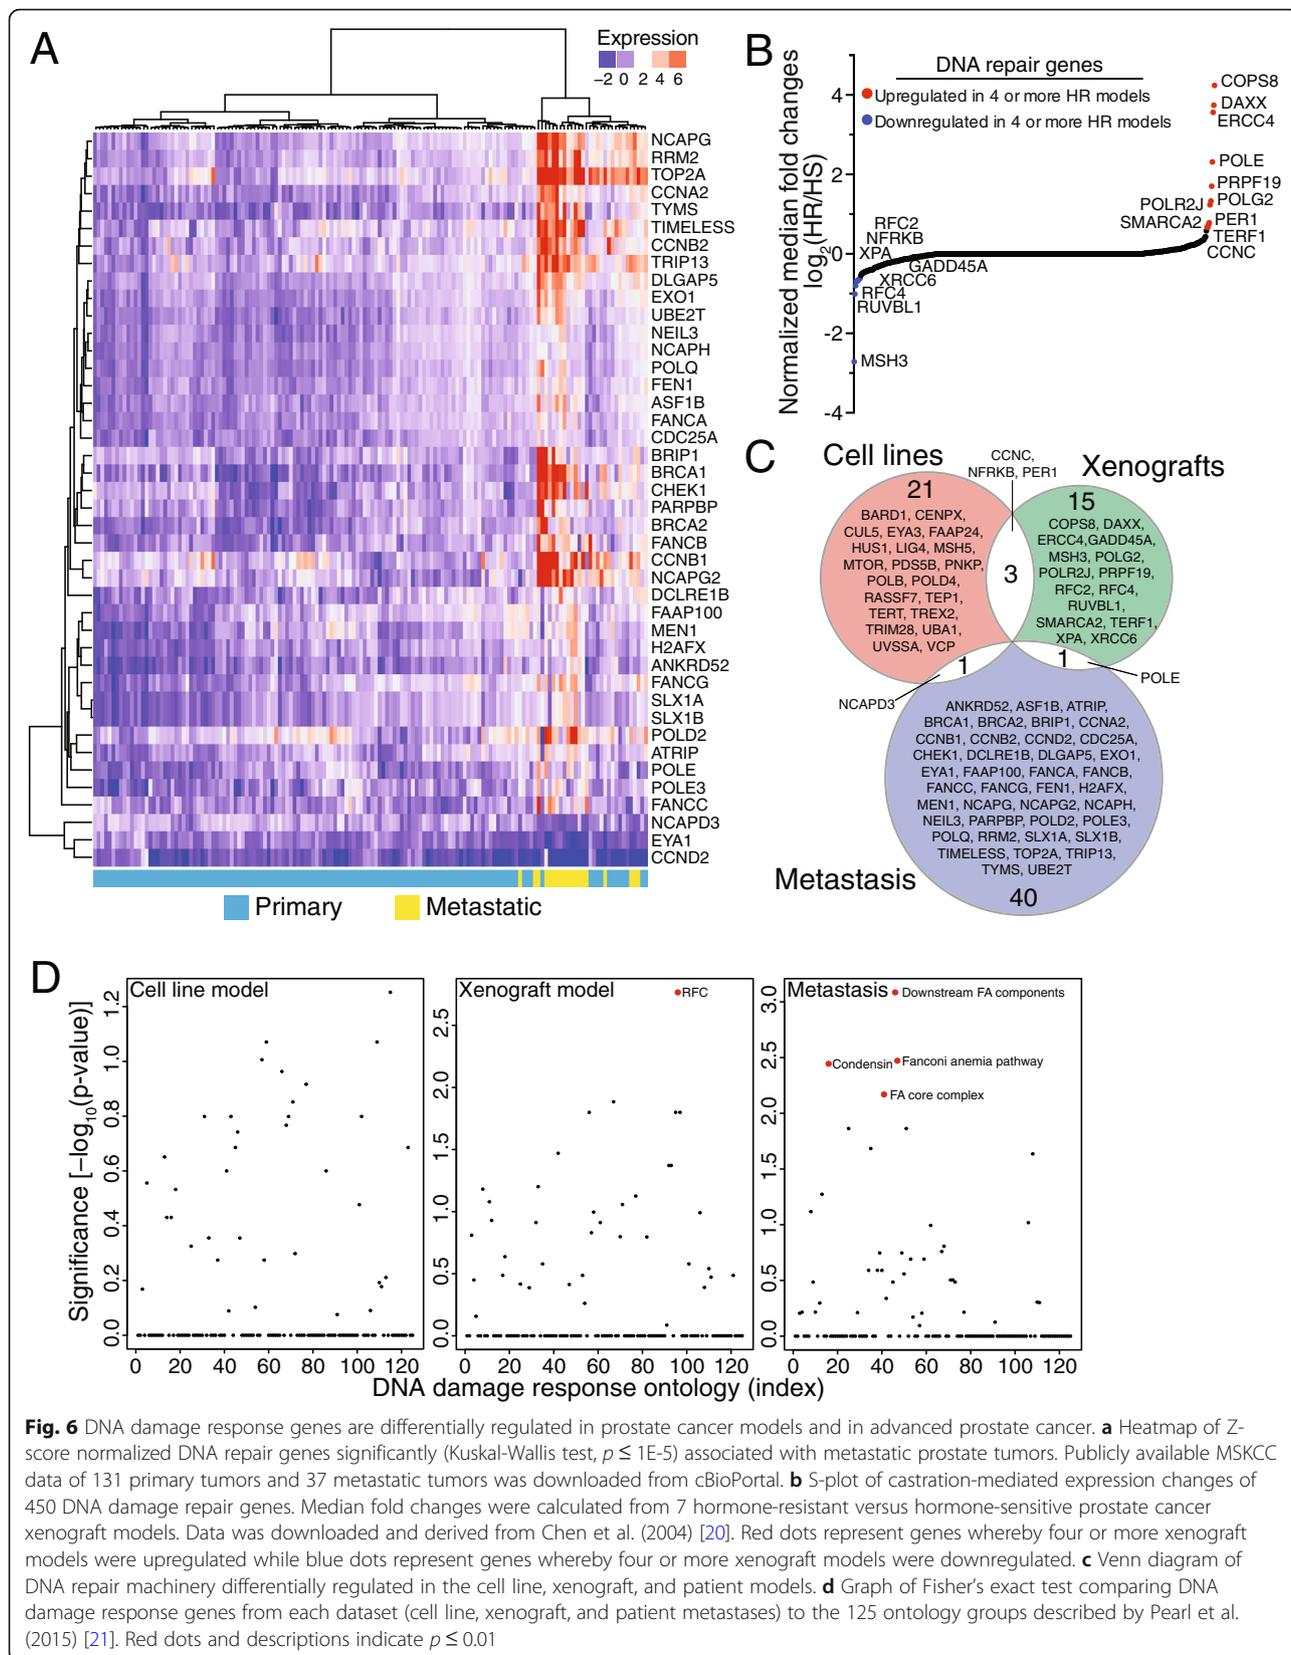 A
Expression
−2 0 2 4 6
NCAPG
RRM2
TOP2A
CCNA2
TYMS
TIMELESS
CCNB2
TRIP13
DLGAP5
EXO1
UBE2T
NEIL3
NCAPH
POLQ
FEN1
ASF1B
FANCA
CDC25A
BRIP1
BRCA1
CHEK1
PARPBP
BRCA2
FANCB
CCNB1
NCAPG2
DCLRE1B
FAAP100
MEN1
H2AFX
ANKRD52
FANCG
SLX1A
SLX1B
POLD2
ATRIP
POLE
POLE3
FANCC
NCAPD3
EYA1
CCND2
Primary
Metastatic
B
Normalized median fold changes
log2(HR/HS)
4
2
0
-2
-4
DNA repair genes
Upregulated in 4 or more HR models
Downregulated in 4 or more HR models
COPS8
DAXX
ERCC4
POLE
PRPF19
POLR2J
POLG2
SMARCA2
PER1
TERF1
CCNC
RFC2
NFRKB
XPA
GADD45A
XRCC6
RFC4
RUVBL1
MSH3
C
Cell lines
CCNC,
NFRKB, PER1
Xenografts
21
BARD1, CENPX,
CUL5, EYA3, FAAP24,
HUS1, LIG4, MSH5,
MTOR, PDS5B, PNKP,
POLB, POLD4,
RASSF7, TEP1,
TERT, TREX2,
TRIM28, UBA1,
UVSSA, VCP
3
15
COPS8, DAXX,
ERCC4,GADD45A,
MSH3, POLG2,
POLR2J, PRPF19,
RFC2, RFC4,
RUVBL1,
SMARCA2, TERF1,
XPA, XRCC6
1
1
NCAPD3
POLE
ANKRD52, ASF1B, ATRIP,
BRCA1, BRCA2, BRIP1, CCNA2,
CCNB1, CCNB2, CCND2, CDC25A,
CHEK1, DCLRE1B, DLGAP5, EXO1,
EYA1, FAAP100, FANCA, FANCB,
FANCC, FANCG, FEN1, H2AFX,
MEN1, NCAPG, NCAPG2, NCAPH,
NEIL3, PARPBP, POLD2, POLE3,
POLQ, RRM2, SLX1A, SLX1B,
TIMELESS, TOP2A, TRIP13,
TYMS, UBE2T
40
Metastasis
D
Significance [−log10(p-value)]
Cell line model
1.2
1.0
0.8
0.6
0.4
0.2
0.0
0 20 40 60 80 100 120
Xenograft model
RFC
2.5
2.0
1.5
1.0
0.5
0.0
0 20 40 60 80 100 120
Metastasis
Downstream FA components
Condensin
Fanconi anemia pathway
FA core complex
3.0
2.5
2.0
1.5
1.0
0.5
0.0
0 20 40 60 80 100 120
DNA damage response ontology (index)
Fig. 6 DNA damage response genes are differentially regulated in prostate cancer models and in advanced prostate cancer. a Heatmap of Z-
score normalized DNA repair genes significantly (Kuskal-Wallis test, p ≤ 1E-5) associated with metastatic prostate tumors. Publicly available MSKCC
data of 131 primary tumors and 37 metastatic tumors was downloaded from cBioPortal. b S-plot of castration-mediated expression changes of
450 DNA damage repair genes. Median fold changes were calculated from 7 hormone-resistant versus hormone-sensitive prostate cancer
xenograft models. Data was downloaded and derived from Chen et al. (2004) [20]. Red dots represent genes whereby four or more xenograft
models were upregulated while blue dots represent genes whereby four or more xenograft models were downregulated. c Venn diagram of
DNA repair machinery differentially regulated in the cell line, xenograft, and patient models. d Graph of Fisher's exact test comparing DNA
damage response genes from each dataset (cell line, xenograft, and patient metastases) to the 125 ontology groups described by Pearl et al.
(2015) [21]. Red dots and descriptions indicate p ≤ 0.01